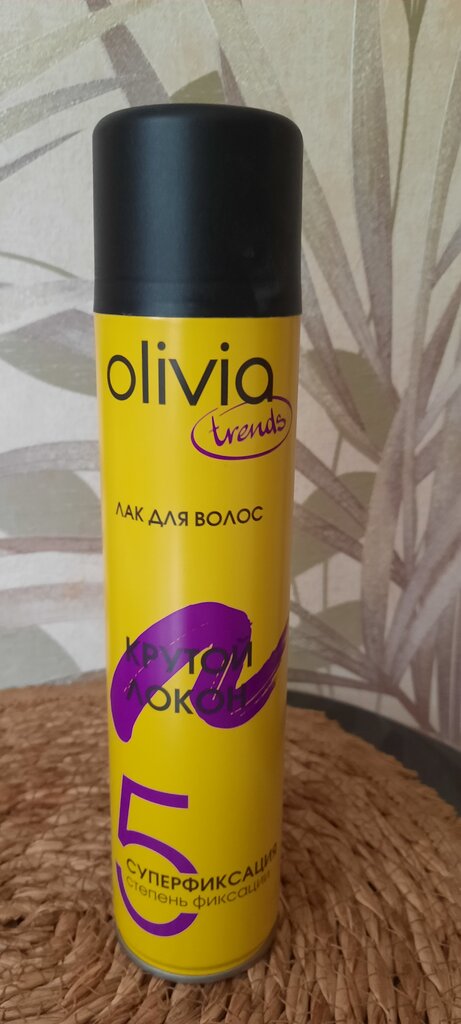 olivia
trends
ЛАК ДЛЯ ВОЛОС
КРУТОЙ
ЛОКОН
5
СУПЕРФИКСАЦИЯ
степень фиксации